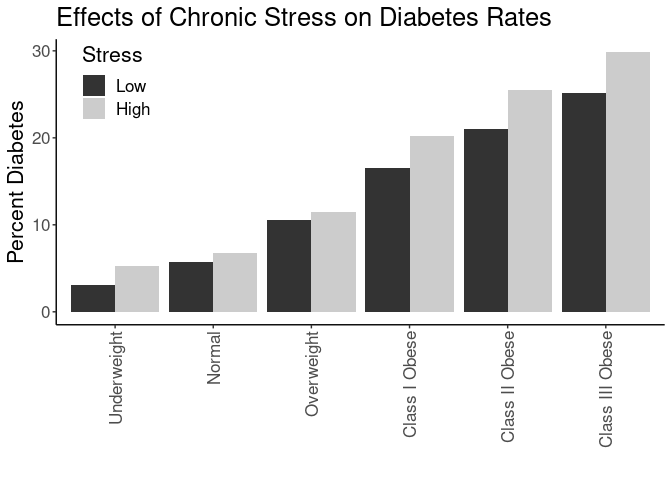 Effects of Chronic Stress on Diabetes Rates
Stress
Low
High
Percent Diabetes
30
20
10
0
Underweight
Normal
Overweight
Class I Obese
Class II Obese
Class III Obese